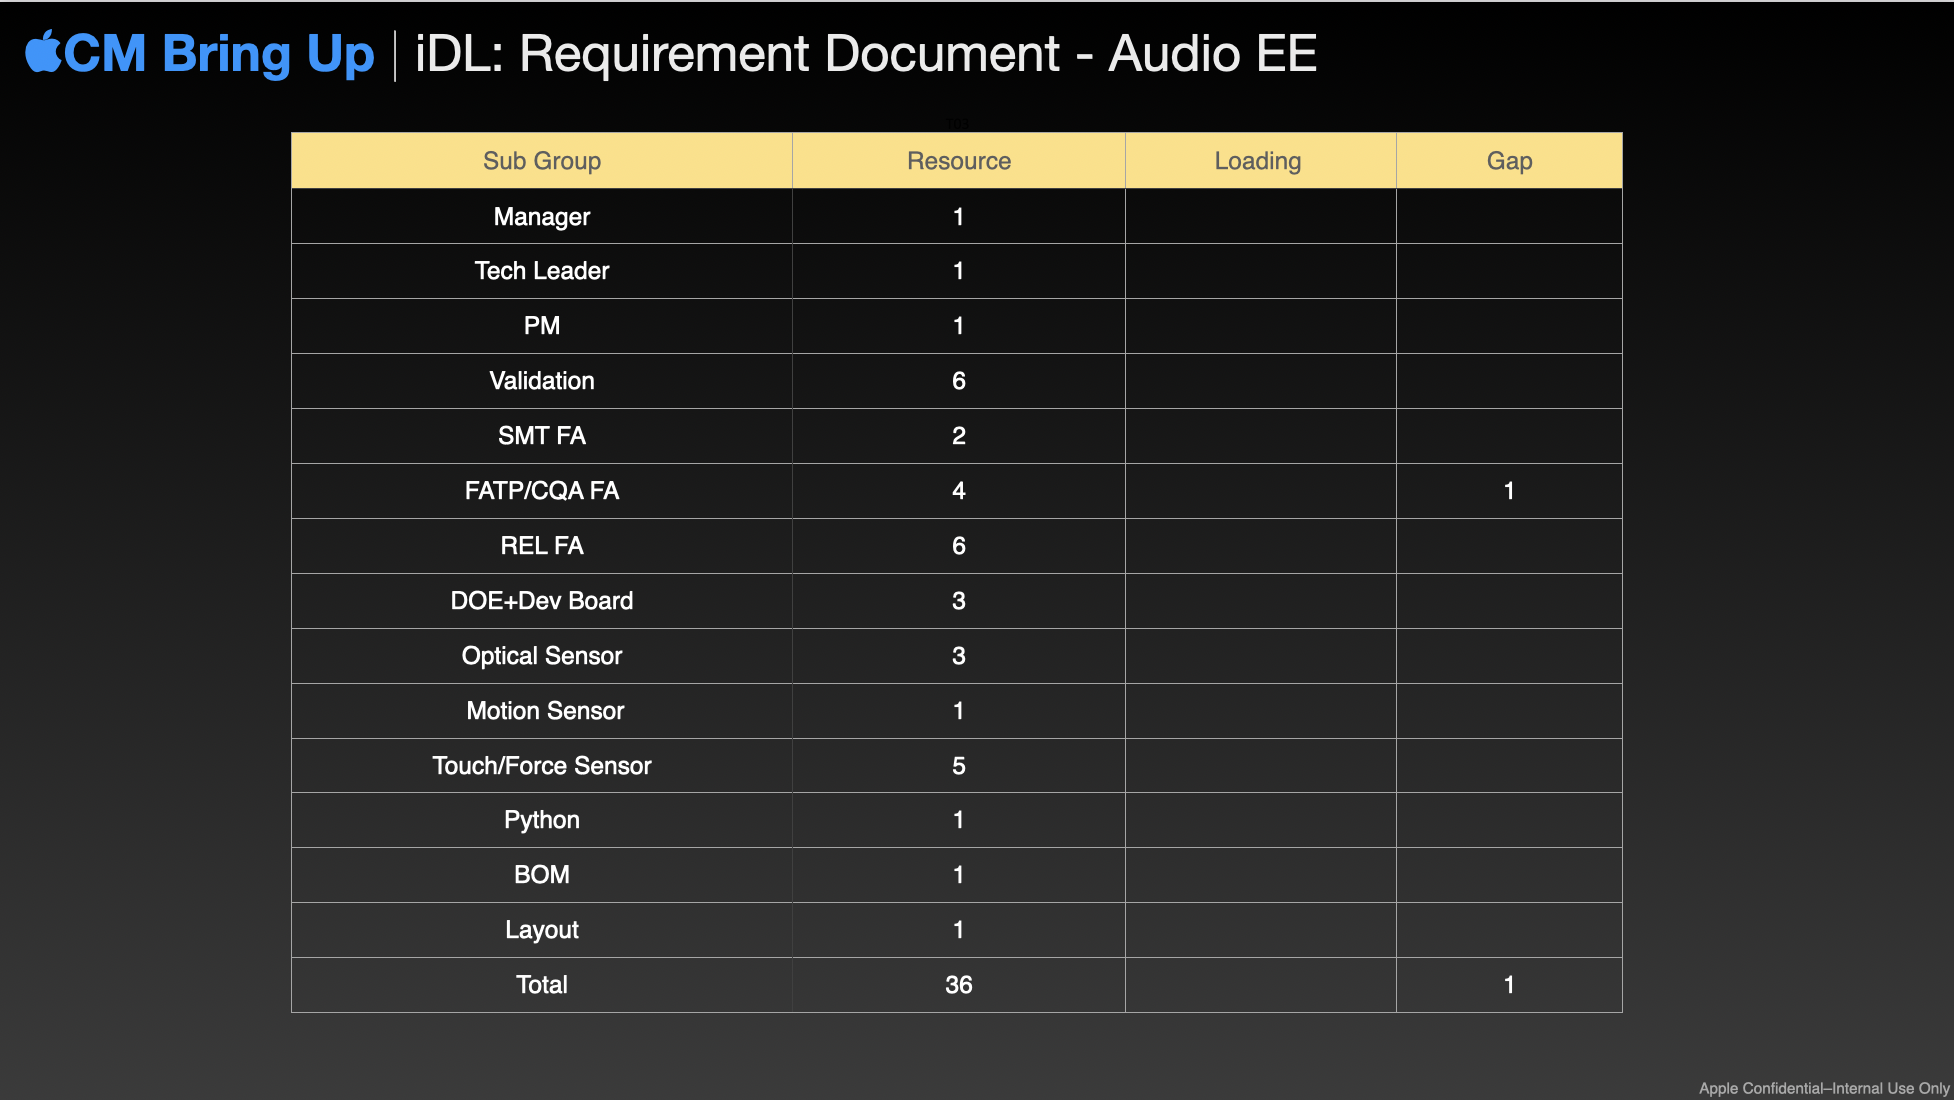 CM Bring Up | iDL: Requirement Document - Audio EE
Sub Group Resource Loading Gap
Manager 1
Tech Leader 1
PM 1
Validation 6
SMT FA 2
FATP/CQA FA 4 1
REL FA 6
DOE+Dev Board 3
Optical Sensor 3
Motion Sensor 1
Touch/Force Sensor 5
Python 1
BOM 1
Layout 1
Total 36 1
Apple Confidential–Internal Use Only